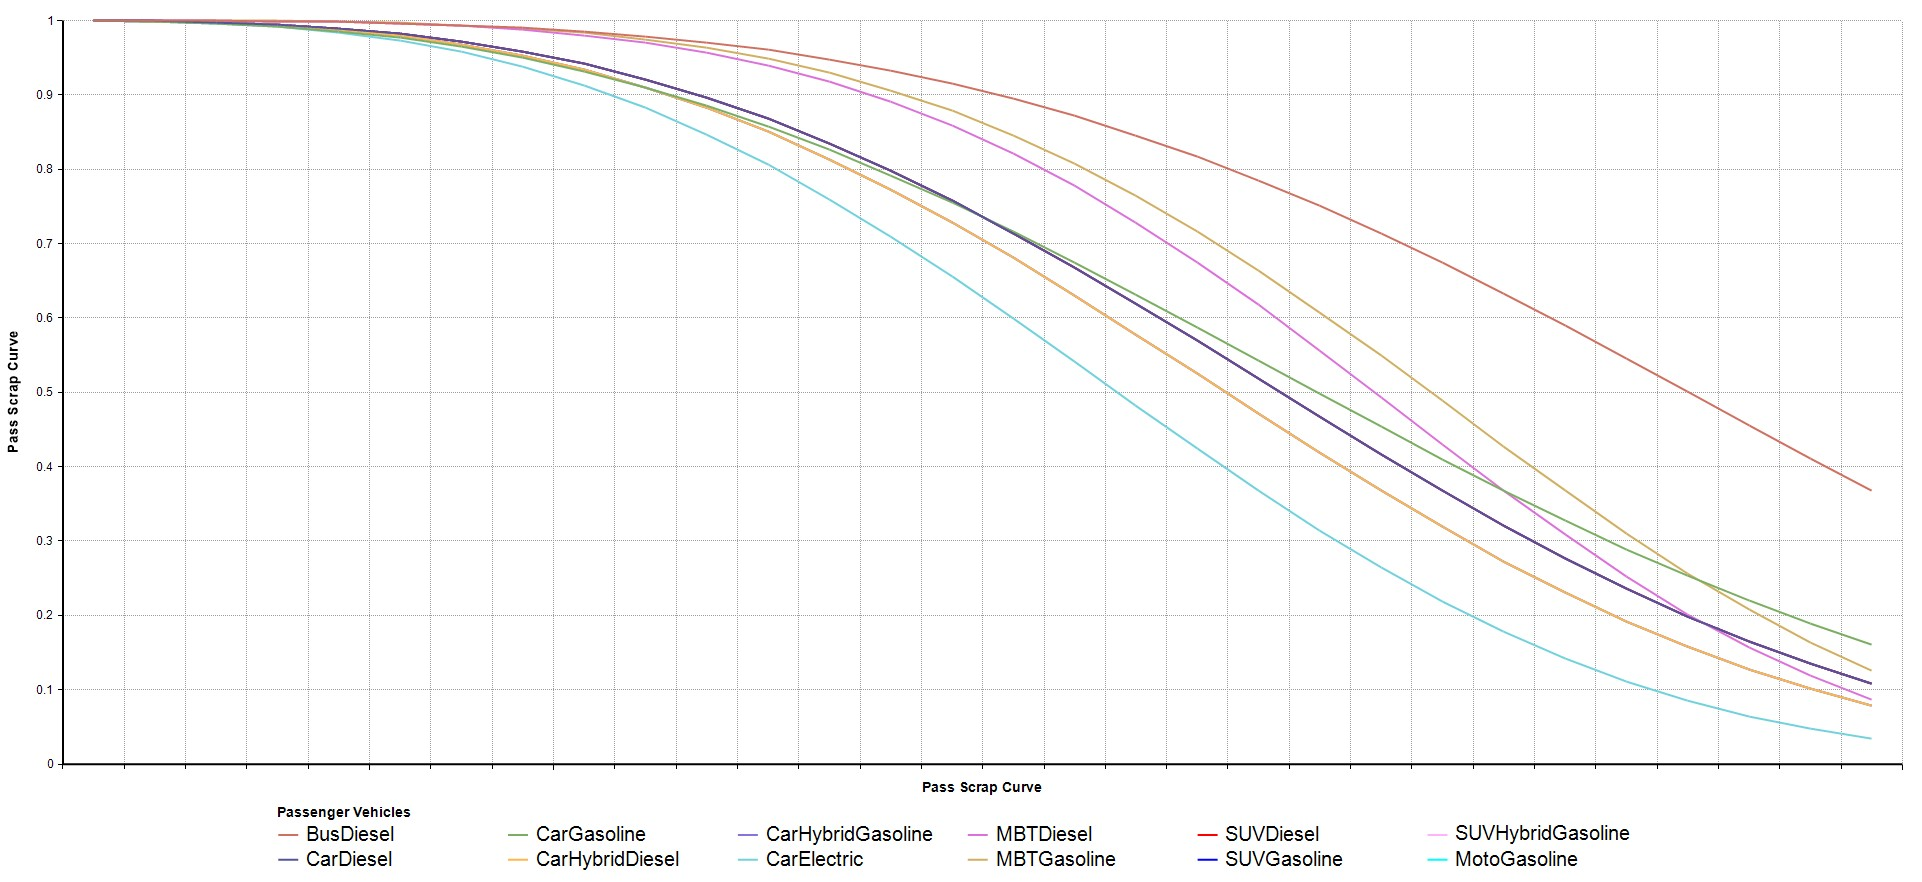 1
0.9
0.8
0.7
0.6
0.5
0.4
0.3
0.2
0.1
0
Pass Scrap Curve
Pass Scrap Curve
Passenger Vehicles
BusDiesel CarGasoline CarHybridGasoline MBTDiesel SUVDiesel SUVHybridGasoline
CarDiesel CarHybridDiesel CarElectric MBTGasoline SUVGasoline MotoGasoline